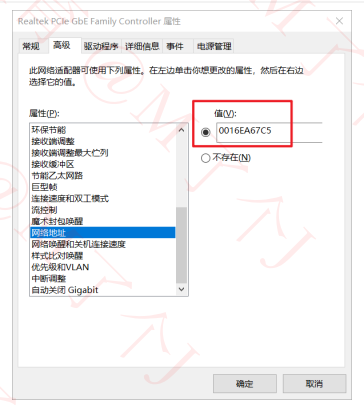 Realtek PCIe GbE Family Controller 属性
常规 高级 驱动程序 详细信息 事件 电源管理
此网络适配器可使用下列属性。在左边单击你想更改的属性，然后在右边
选择它的值。
属性(P):
值(V):
环保节能
接收端调整
接收端调整最大伫列
接收缓冲区
节能乙太网路
巨型帧
连接速度和双工模式
流控制
魔术封包唤醒
网络地址
网络唤醒和关机连接速度
样式比对唤醒
优先级和VLAN
中断调整
自动关闭 Gigabit
0016EA67C5
不存在(N)
确定 取消